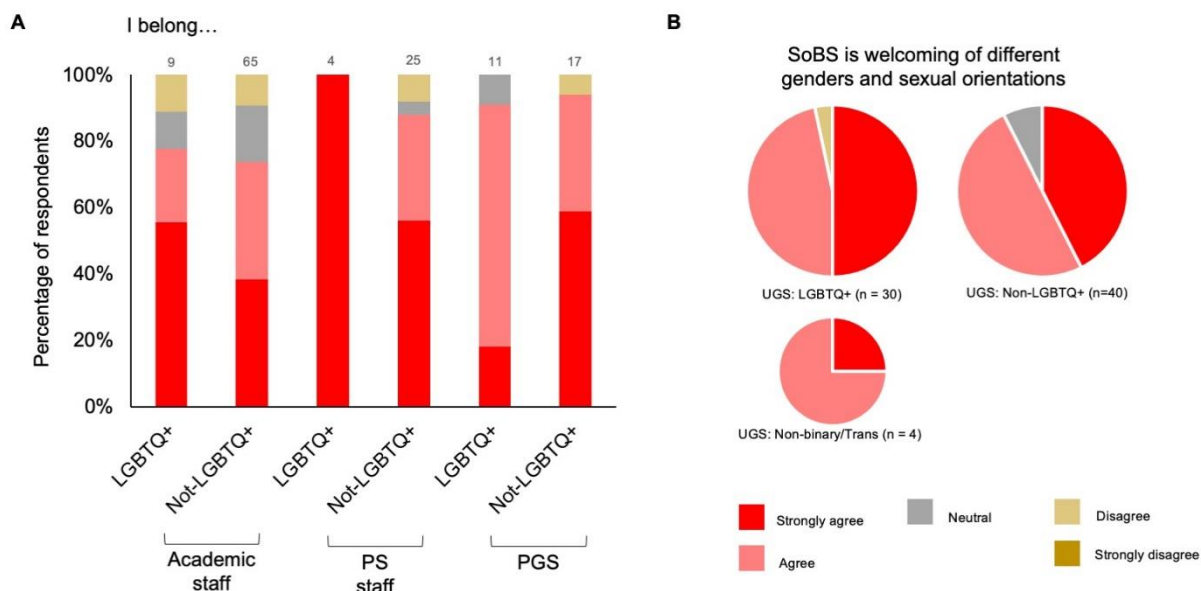 A
I belong…
9 65 4 25 11 17
100%
80%
60%
40%
20%
0%
Percentage of respondents
LGBTQ+
Not-LGBTQ+
LGBTQ+
Not-LGBTQ+
LGBTQ+
Not-LGBTQ+
Academic
staff
PS
staff
PGS
B
SoBS is welcoming of different
genders and sexual orientations
UGS: LGBTQ+ (n = 30)
UGS: Non-LGBTQ+ (n=40)
UGS: Non-binary/Trans (n = 4)
Strongly agree
Neutral
Disagree
Agree
Strongly disagree